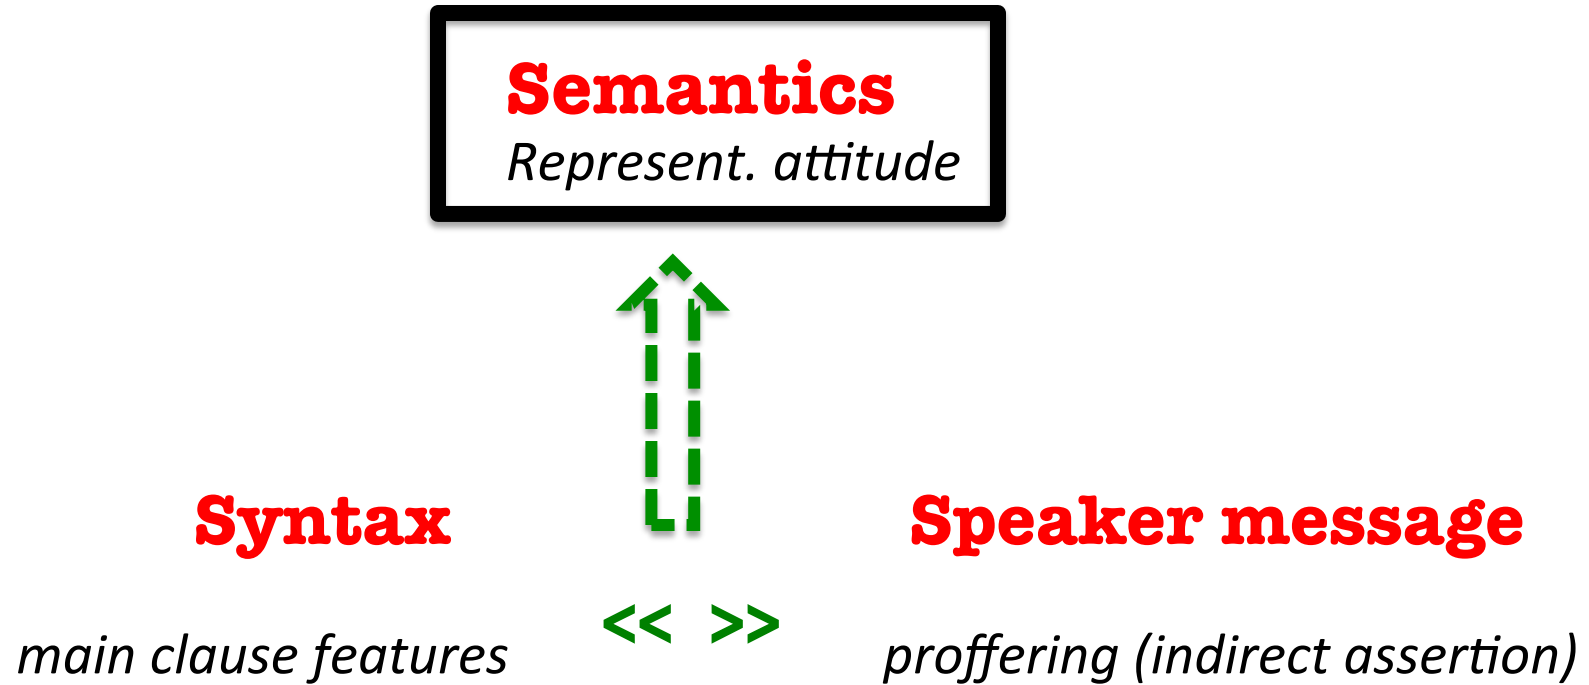 Semantics
Represent. attitude
Syntax
Speaker message
<< >>
main clause features
proffering (indirect assertion)